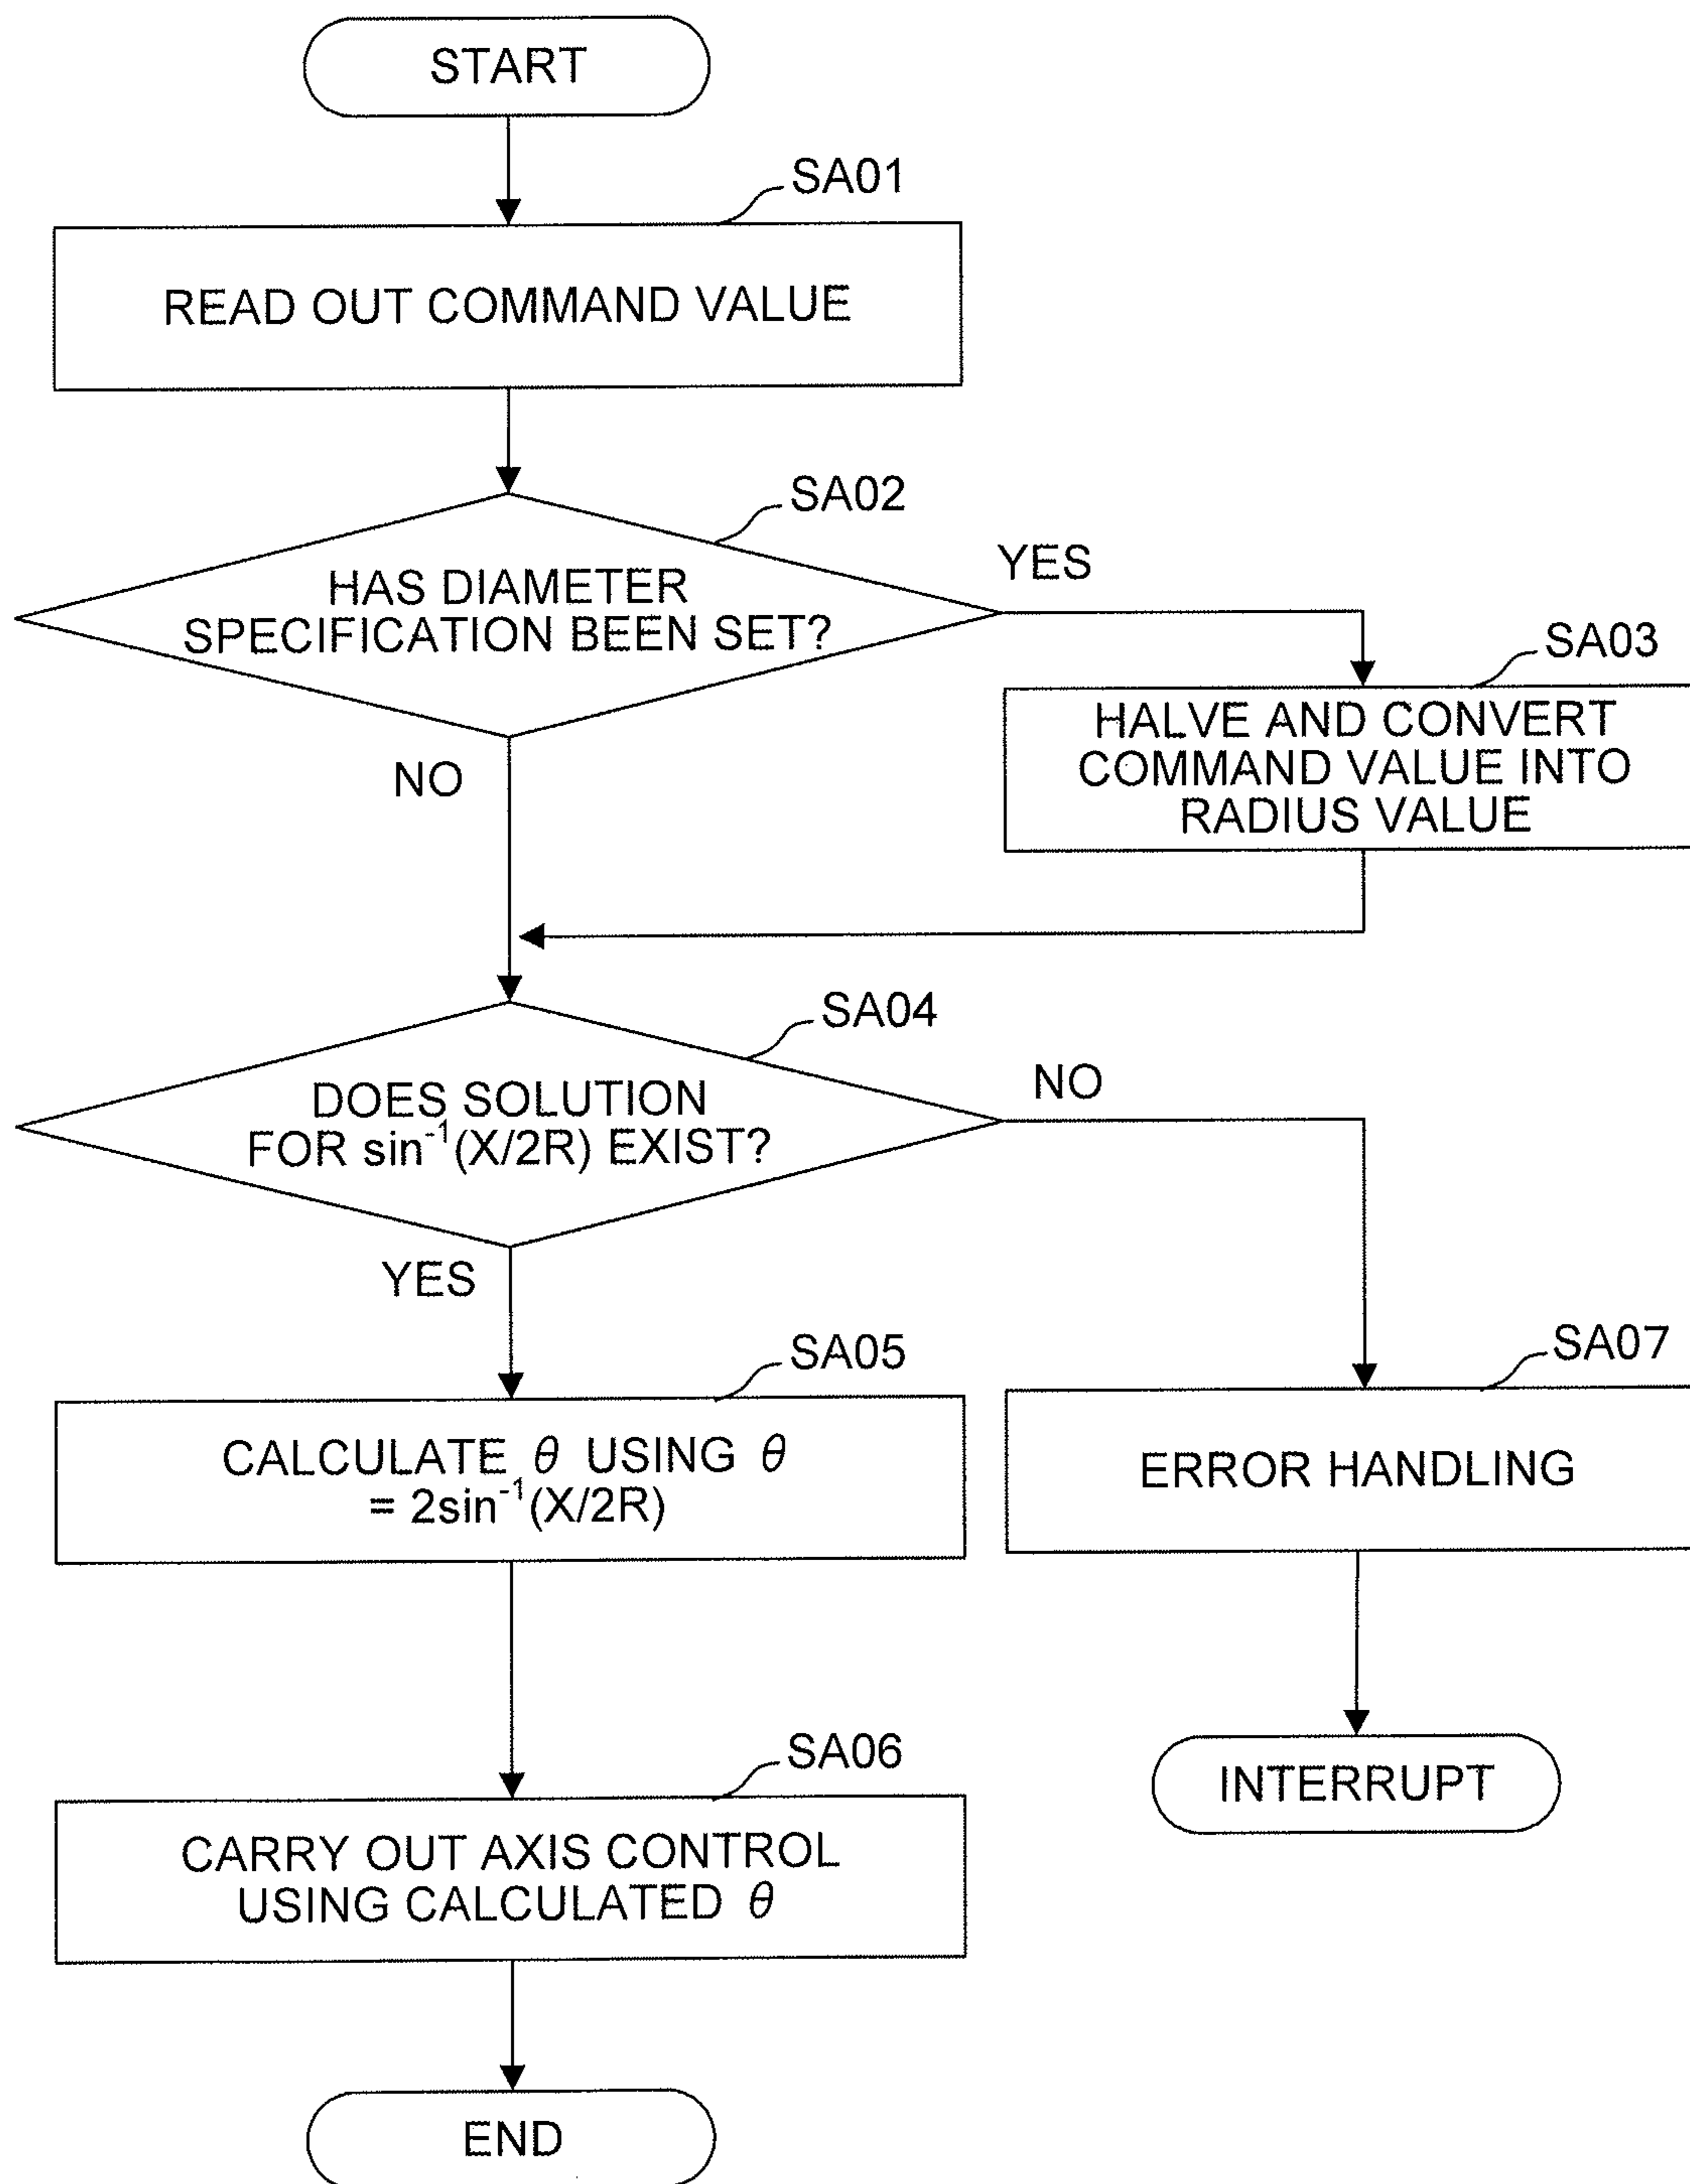 START
SA01
READ OUT COMMAND VALUE
SA02
HAS DIAMETER
SPECIFICATION BEEN SET?
YES
NO
SA03
HALVE AND CONVERT
COMMAND VALUE INTO
RADIUS VALUE
SA04
DOES SOLUTION
FOR sin⁻¹(X/2R) EXIST?
NO
YES
SA05
CALCULATE θ USING θ
= 2sin⁻¹(X/2R)
SA07
ERROR HANDLING
SA06
CARRY OUT AXIS CONTROL
USING CALCULATED θ
INTERRUPT
END